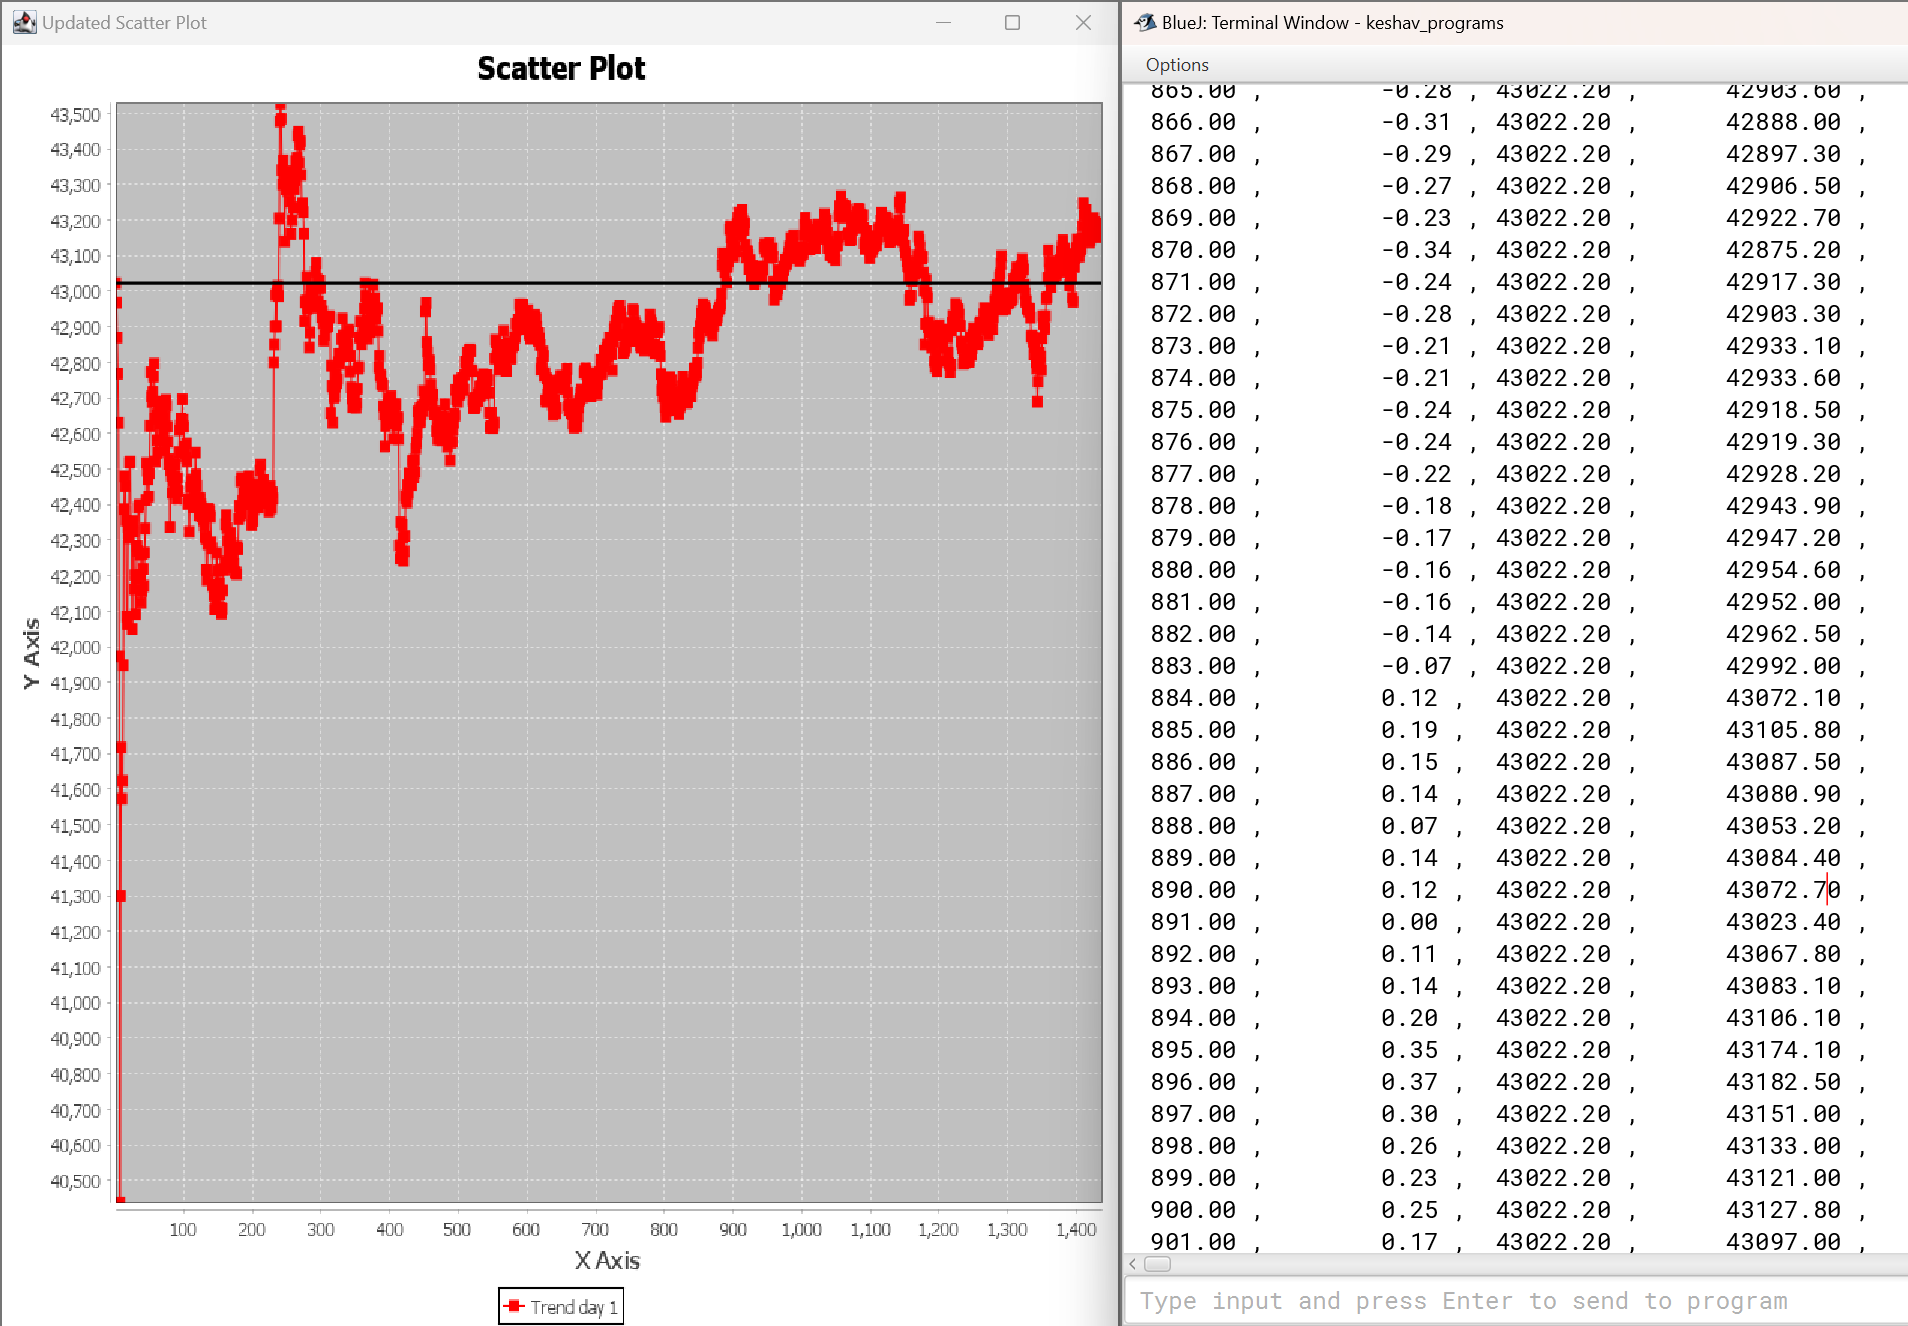 Updated Scatter Plot
Scatter Plot
43,500
43,400
43,300
43,200
43,100
43,000
42,900
42,800
42,700
42,600
42,500
42,400
42,300
42,200
42,100
42,000
41,900
41,800
41,700
41,600
41,500
41,400
41,300
41,200
41,100
41,000
40,900
40,800
40,700
40,600
40,500
Y Axis
100 200 300 400 500 600 700 800 900 1,000 1,100 1,200 1,300 1,400
X Axis
Trend day 1
BlueJ: Terminal Window - keshav_programs
Options
865.00 , -0.28 , 43022.20 , 42903.60 ,
866.00 , -0.31 , 43022.20 , 42888.00 ,
867.00 , -0.29 , 43022.20 , 42897.30 ,
868.00 , -0.27 , 43022.20 , 42906.50 ,
869.00 , -0.23 , 43022.20 , 42922.70 ,
870.00 , -0.34 , 43022.20 , 42875.20 ,
871.00 , -0.24 , 43022.20 , 42917.30 ,
872.00 , -0.28 , 43022.20 , 42903.30 ,
873.00 , -0.21 , 43022.20 , 42933.10 ,
874.00 , -0.21 , 43022.20 , 42933.60 ,
875.00 , -0.24 , 43022.20 , 42918.50 ,
876.00 , -0.24 , 43022.20 , 42919.30 ,
877.00 , -0.22 , 43022.20 , 42928.20 ,
878.00 , -0.18 , 43022.20 , 42943.90 ,
879.00 , -0.17 , 43022.20 , 42947.20 ,
880.00 , -0.16 , 43022.20 , 42954.60 ,
881.00 , -0.16 , 43022.20 , 42952.00 ,
882.00 , -0.14 , 43022.20 , 42962.50 ,
883.00 , -0.07 , 43022.20 , 42992.00 ,
884.00 , 0.12 , 43022.20 , 43072.10 ,
885.00 , 0.19 , 43022.20 , 43105.80 ,
886.00 , 0.15 , 43022.20 , 43087.50 ,
887.00 , 0.14 , 43022.20 , 43080.90 ,
888.00 , 0.07 , 43022.20 , 43053.20 ,
889.00 , 0.14 , 43022.20 , 43084.40 ,
890.00 , 0.12 , 43022.20 , 43072.70 ,
891.00 , 0.00 , 43022.20 , 43023.40 ,
892.00 , 0.11 , 43022.20 , 43067.80 ,
893.00 , 0.14 , 43022.20 , 43083.10 ,
894.00 , 0.20 , 43022.20 , 43106.10 ,
895.00 , 0.35 , 43022.20 , 43174.10 ,
896.00 , 0.37 , 43022.20 , 43182.50 ,
897.00 , 0.30 , 43022.20 , 43151.00 ,
898.00 , 0.26 , 43022.20 , 43133.00 ,
899.00 , 0.23 , 43022.20 , 43121.00 ,
900.00 , 0.25 , 43022.20 , 43127.80 ,
901.00 , 0.17 , 43022.20 , 43097.00 ,
Type input and press Enter to send to program